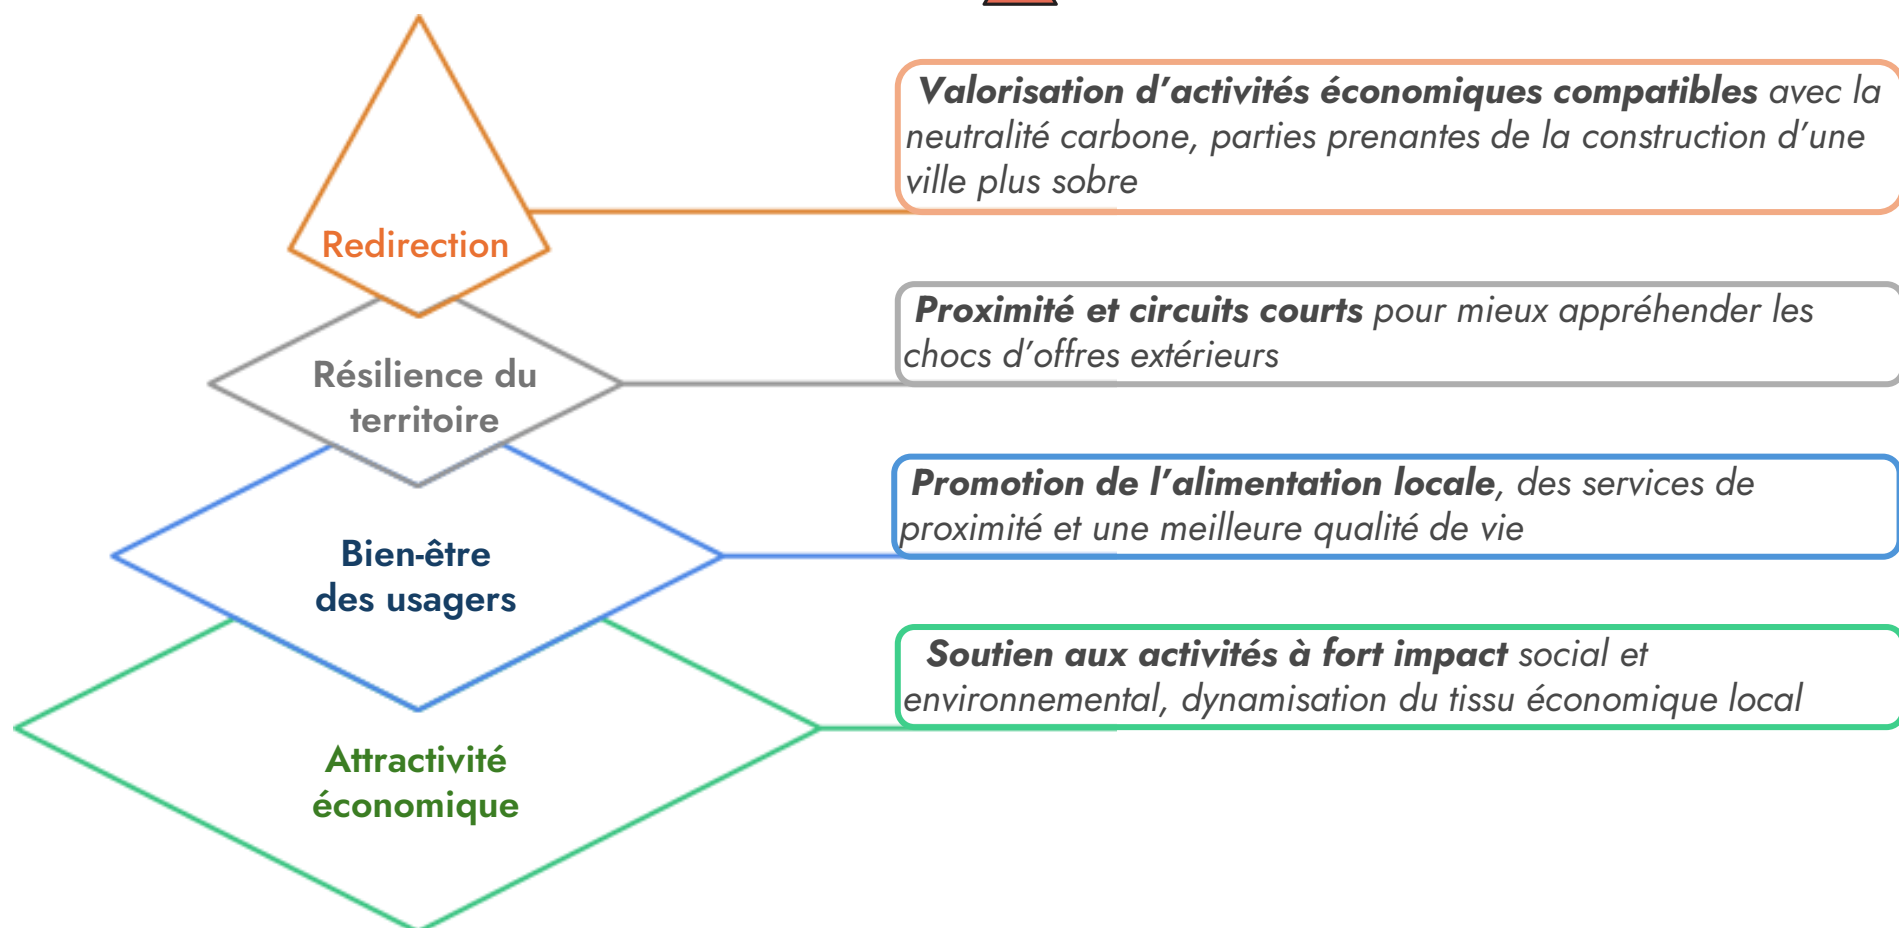 Valorisation d’activités économiques compatibles avec la
neutralité carbone, parties prenantes de la construction d’une
ville plus sobre
Redirection
Proximité et circuits courts pour mieux appréhender les
chocs d’offres extérieurs
Résilience du
territoire
Promotion de l’alimentation locale, des services de
proximité et une meilleure qualité de vie
Bien-être
des usagers
Soutien aux activités à fort impact social et
environnemental, dynamisation du tissu économique local
Attractivité
économique